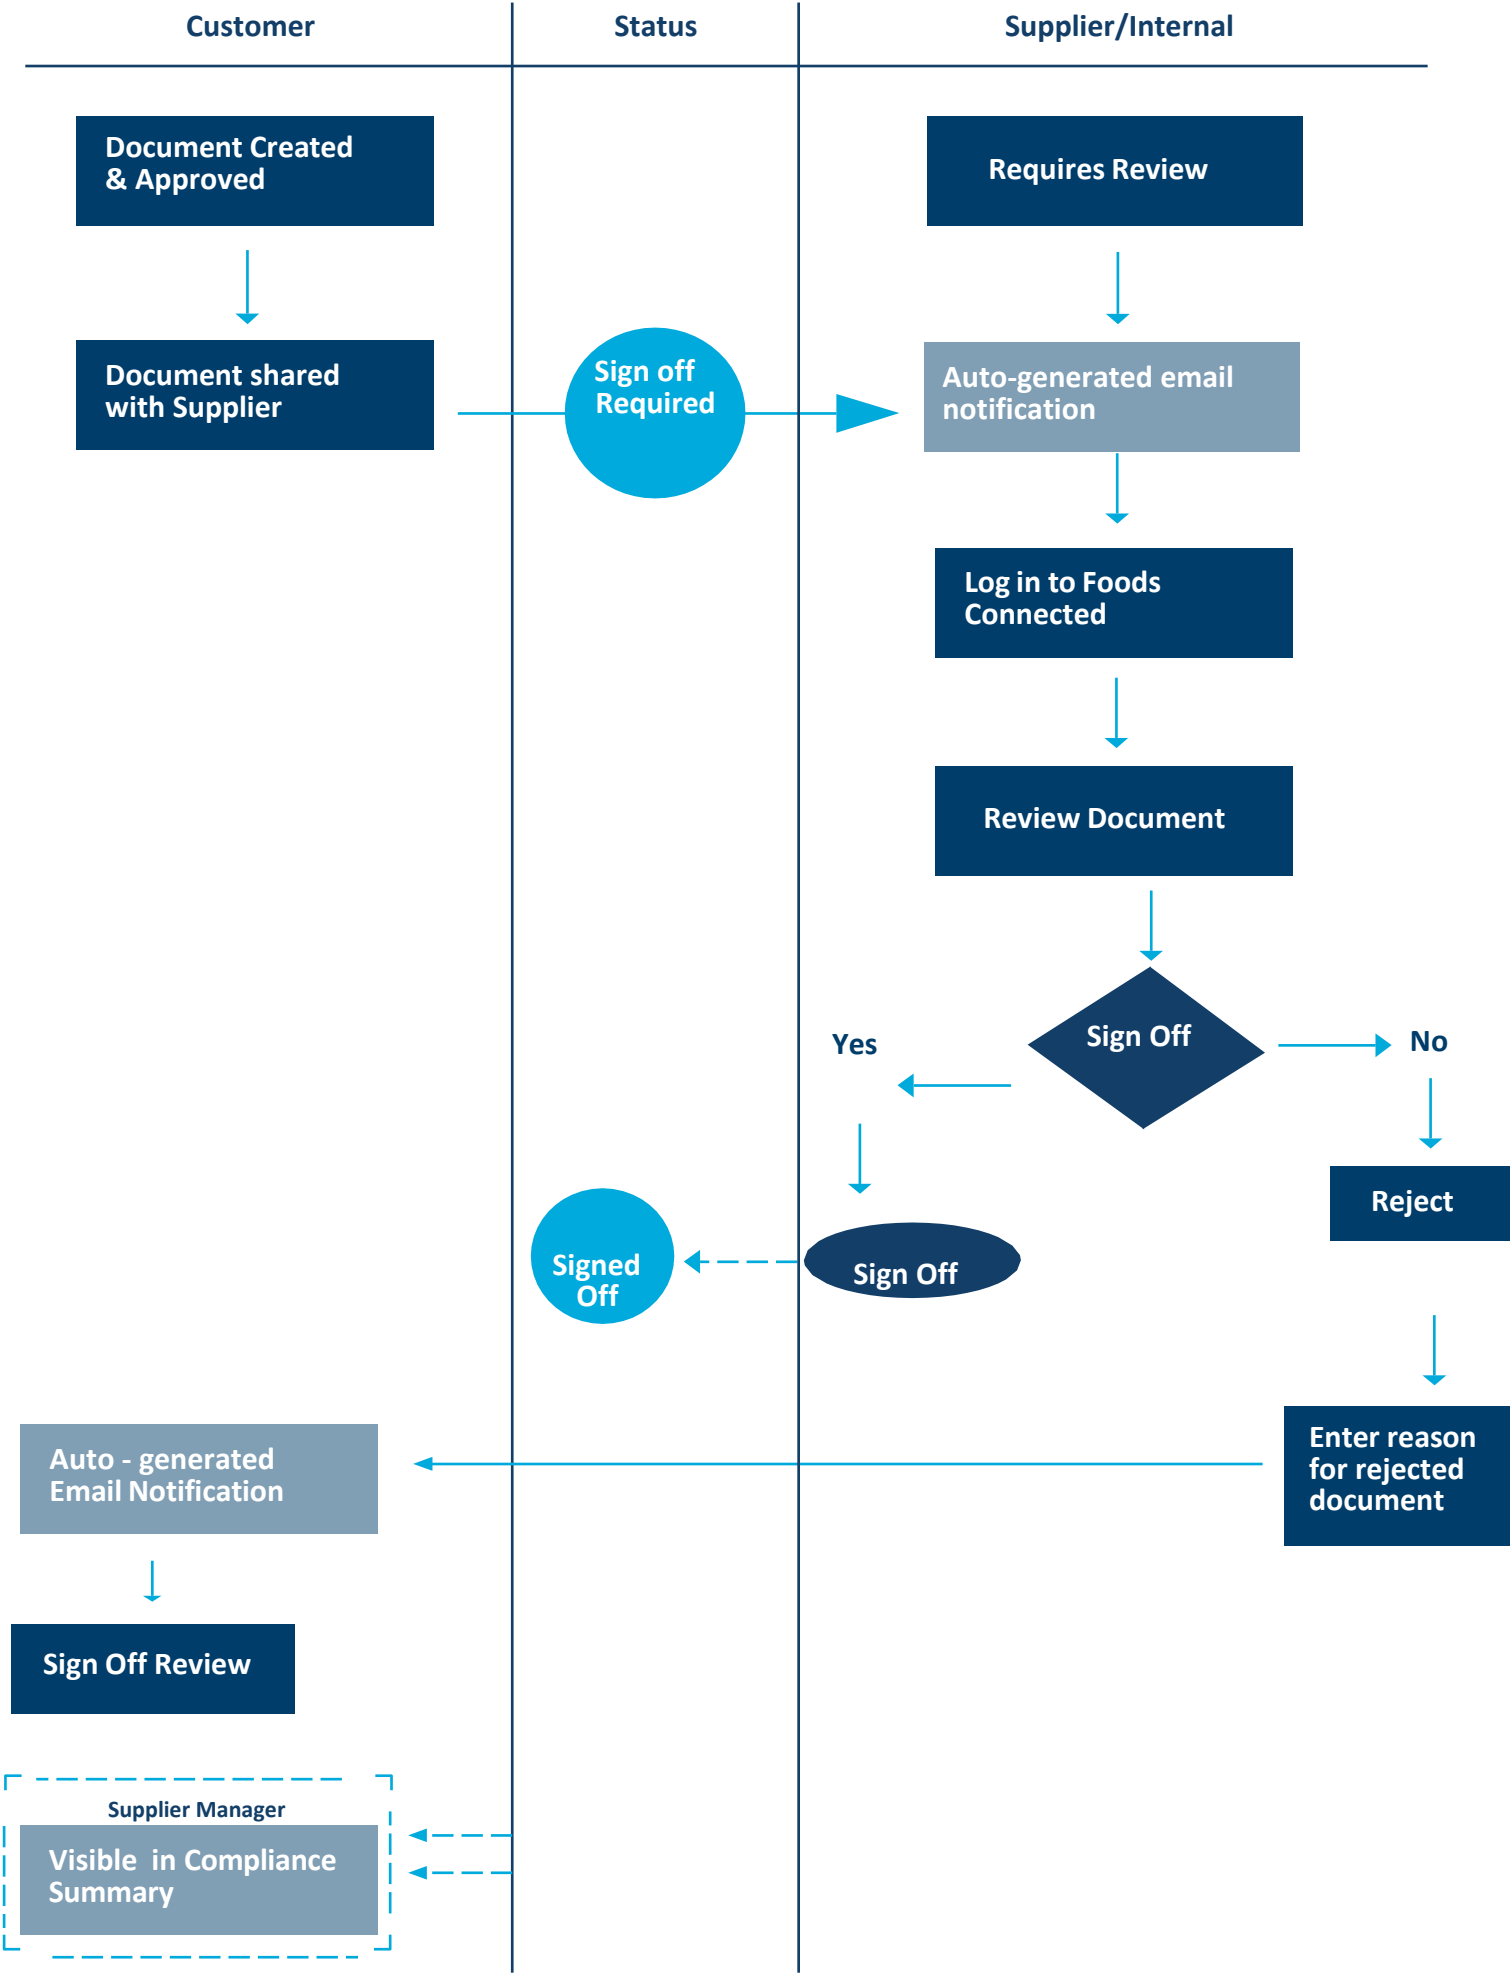 Customer
Status
Supplier/Internal
Document Created
& Approved
Requires Review
Document shared
with Supplier
Sign off
Required
Auto-generated email
notification
Log in to Foods
Connected
Review Document
Sign Off
Yes
No
Reject
Signed
Off
Sign Off
Enter reason
for rejected
document
Auto - generated
Email Notification
Sign Off Review
Supplier Manager
Visible  in Compliance
Summary